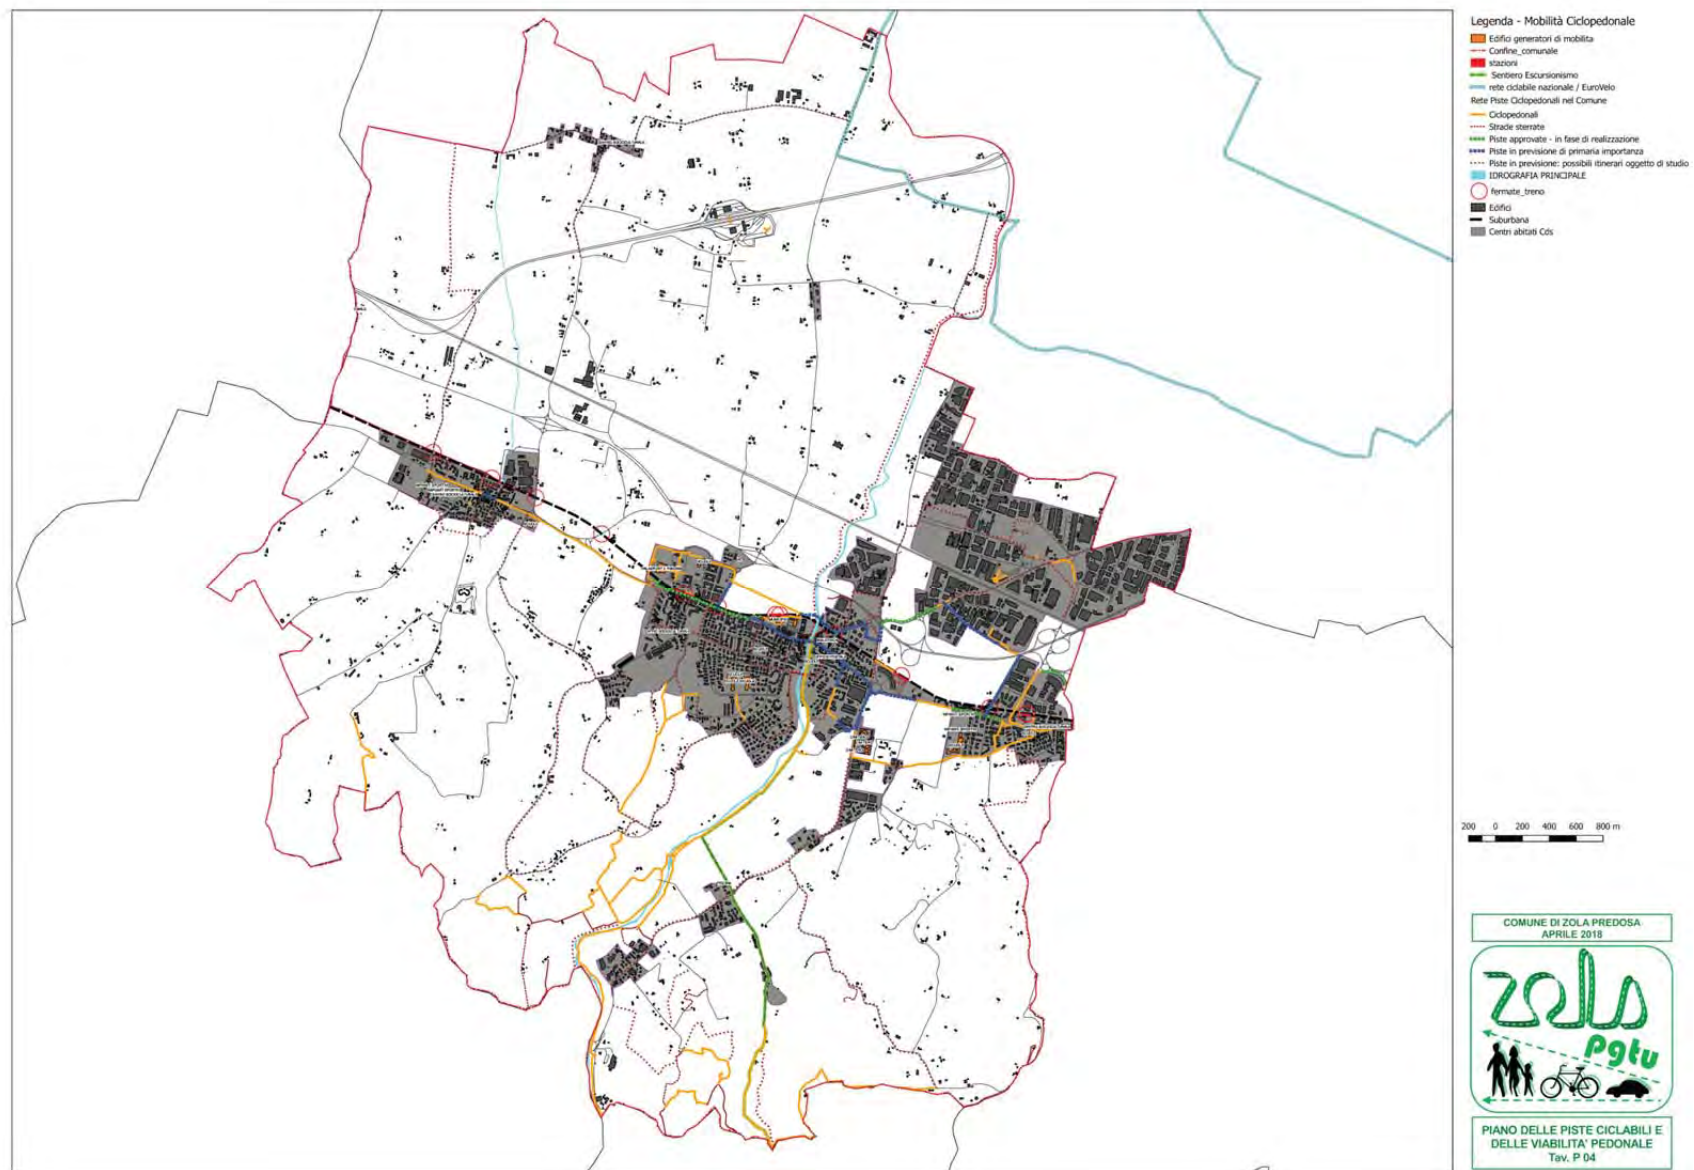 Legenda - Mobilità Ciclopedonale
Edifici generatori di mobilita
Confine_comunale
stazioni
Sentiero Escursionismo
rete ciclabile nazionale / EuroVelo
Rete Piste Ciclopedonali nel Comune
Ciclopedonali
Strade sterrate
Piste approvate - in fase di realizzazione
Piste in previsione di primaria importanza
Piste in previsione: possibili itinerari oggetto di studio
IDROGRAFIA PRINCIPALE
fermate_treno
Edifici
Suburbana
Centri abitati Cds
200 0 200 400 600 800 m
COMUNE DI ZOLA PREDOSA
APRILE 2018
zola
pgtu
PIANO DELLE PISTE CICLABILI E
DELLE VIABILITA' PEDONALE
Tav. P 04